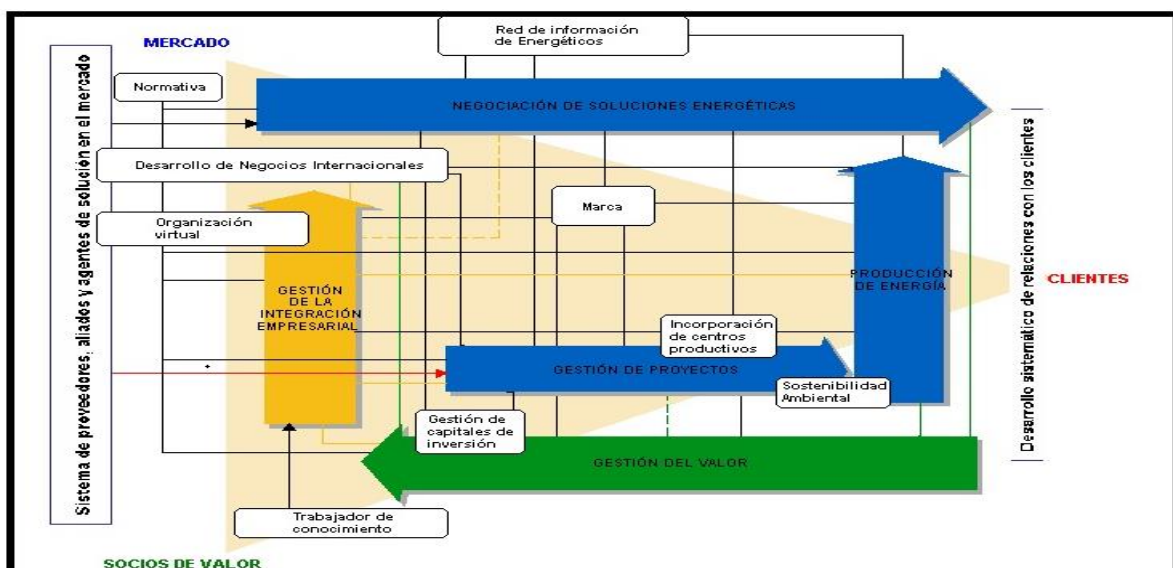 MERCADO
Red de información
de Energéticos
Normativa
NEGOCIACIÓN DE SOLUCIONES ENERGÉTICAS
Desarrollo de Negocios Internacionales
Marca
Organización
virtual
GESTIÓN
DE LA
INTEGRACIÓN
EMPRESARIAL
PRODUCCIÓN
DE ENERGÍA
CLIENTES
Incorporación
de centros
productivos
GESTIÓN DE PROYECTOS
Sostenibilidad
Ambiental
Gestión de
capitales de
inversión
GESTIÓN DEL VALOR
Trabajador de
conocimiento
SOCIOS DE VALOR
Sistema de proveedores, aliados y agentes de solución en el mercado
Desarrollo sistemático de relaciones con los clientes